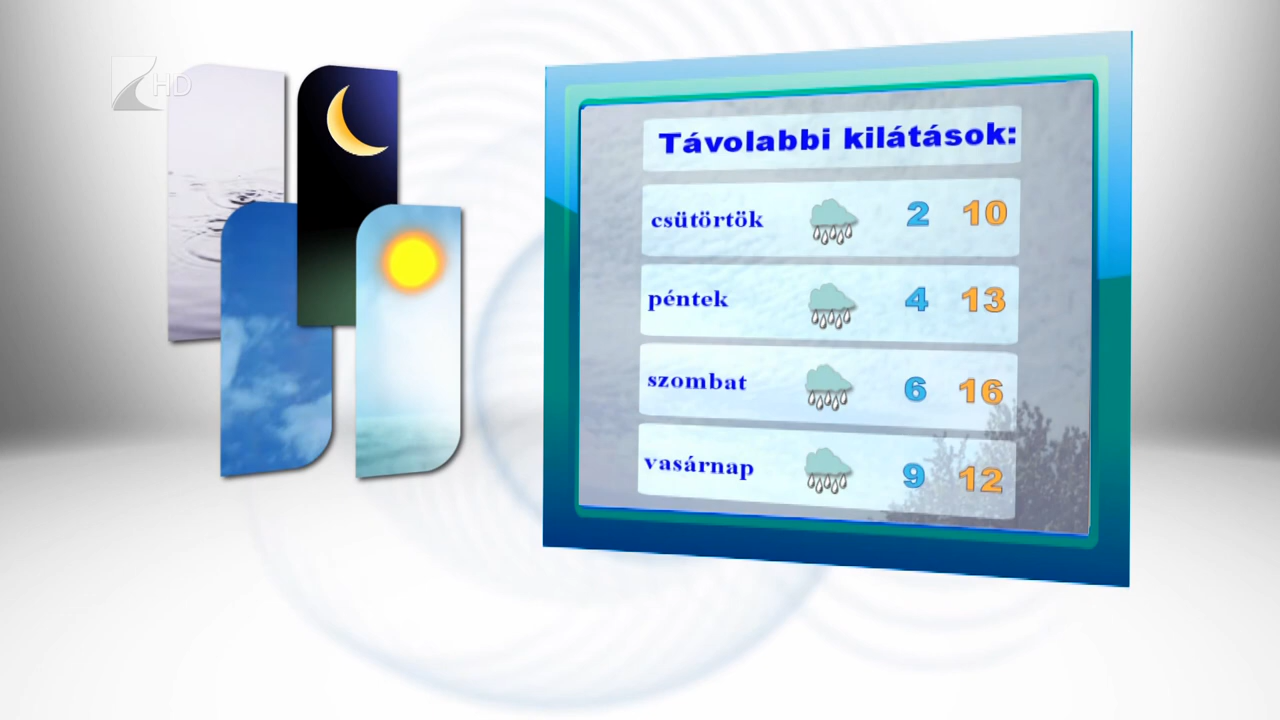 HD
Távolabbi kilátások:
csütörtök 2 10
péntek 4 13
szombat 6 16
vasárnap 9 12